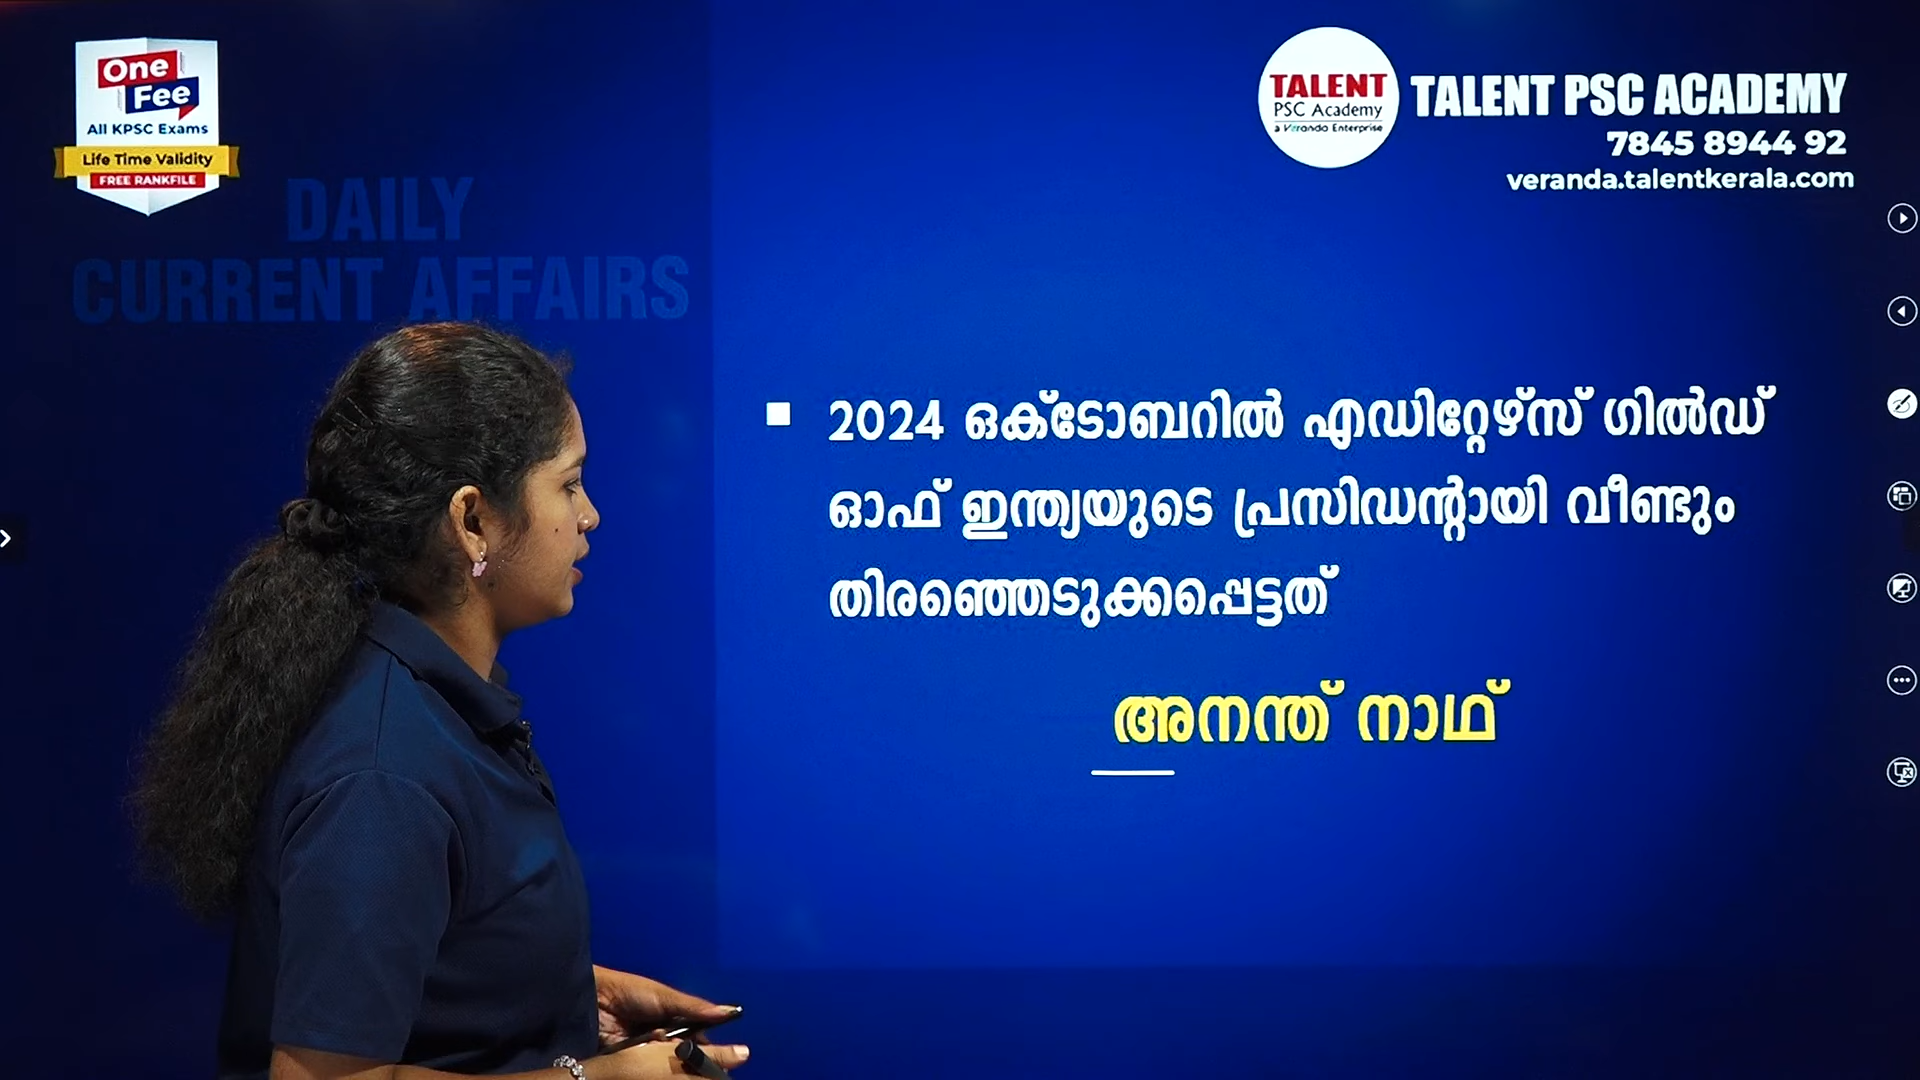 One
Fee
All KPSC Exams
Life Time Validity
FREE RANKFILE
TALENT
PSC Academy
a Veranda Enterprise
TALENT PSC ACADEMY
7845 8944 92
veranda.talentkerala.com
DAILY
CURRENT AFFAIRS
2024 ഒക്ടോബറിൽ എഡിറ്റേഴ്സ് ഗിൽഡ്
ഓഫ് ഇന്ത്യയുടെ പ്രസിഡന്റായി വീണ്ടും
തിരഞ്ഞെടുക്കപ്പെട്ടത്
അനന്ത് നാഥ്